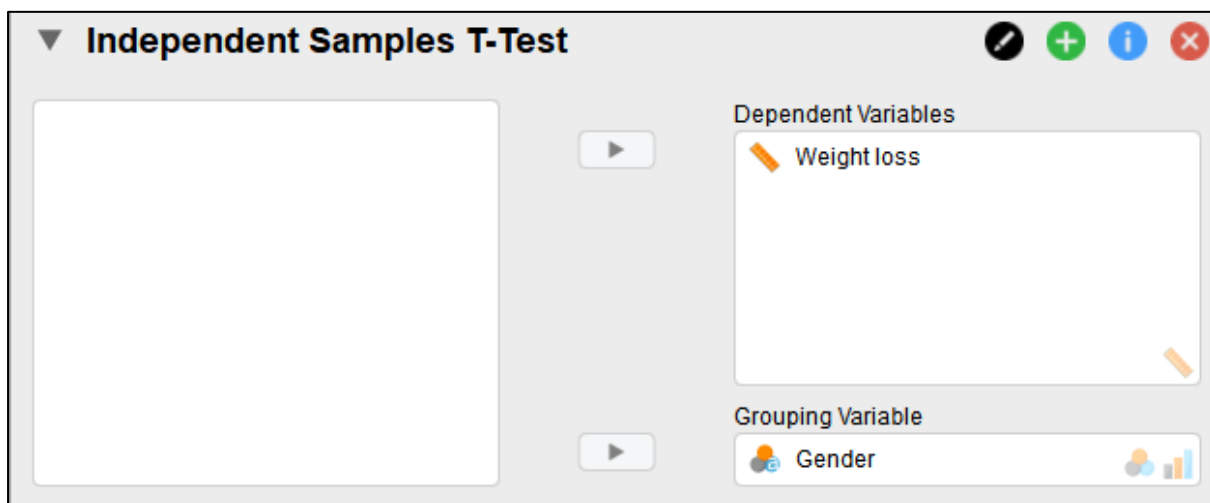 Independent Samples T-Test
Dependent Variables
Weight loss
Grouping Variable
Gender